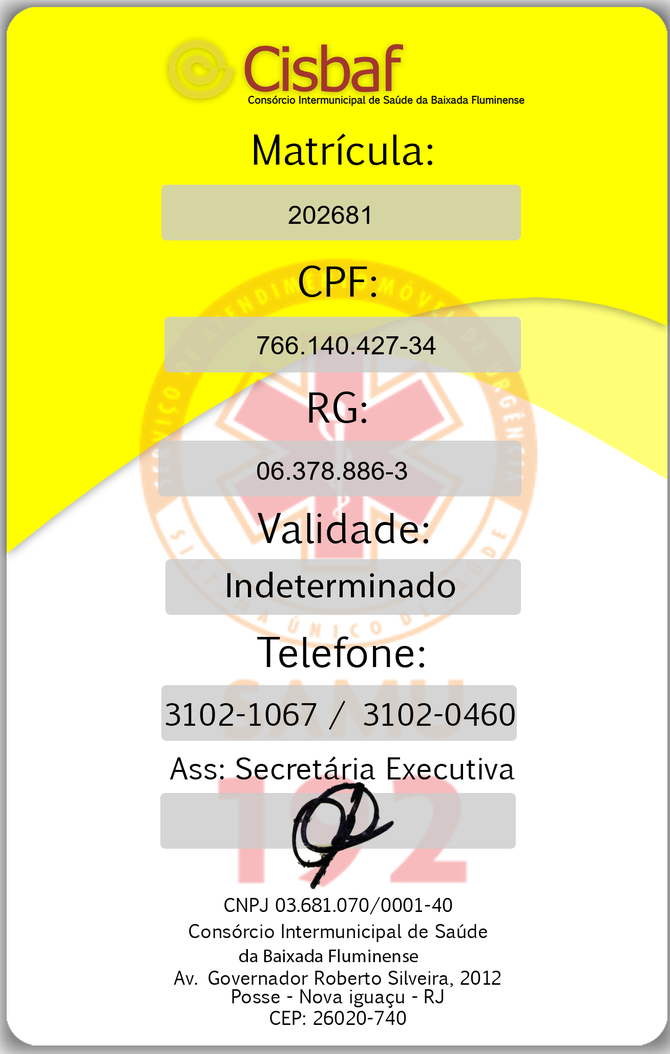 Cisbaf
Consórcio Intermunicipal de Saúde da Baixada Fluminense
Matrícula:
202681
CPF:
766.140.427-34
RG:
06.378.886-3
Validade:
Indeterminado
Telefone:
3102-1067 / 3102-0460
Ass: Secretária Executiva
SERVIÇO DE ATENDIMENTO MÓVEL DE URGÊNCIA
SISTEMA ÚNICO DE SAÚDE
SAMU
192
CNPJ 03.681.070/0001-40
Consórcio Intermunicipal de Saúde
da Baixada Fluminense
Av. Governador Roberto Silveira, 2012
Posse - Nova iguaçu - RJ
CEP: 26020-740